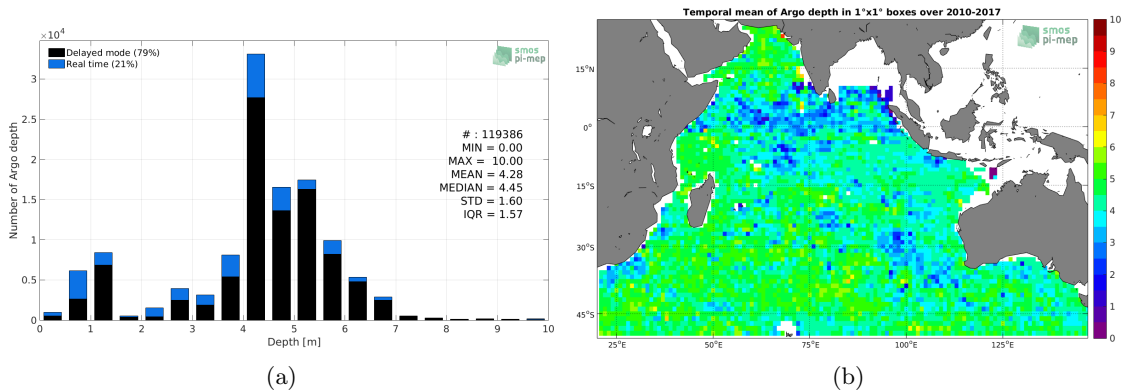 ×10⁴
Delayed mode (79%)
Real time (21%)
smos
pi-mep
Number of Argo depth
3
2.5
2
1.5
1
0.5
0
# : 119386
MIN = 0.00
MAX = 10.00
MEAN = 4.28
MEDIAN = 4.45
STD = 1.60
IQR = 1.57
0 1 2 3 4 5 6 7 8 9 10
Depth [m]
(a)
Temporal mean of Argo depth in 1°x1° boxes over 2010-2017
smos
pi-mep
15°N
0°
15°S
30°S
45°S
25°E 50°E 75°E 100°E 125°E
10
9
8
7
6
5
4
3
2
1
0
(b)